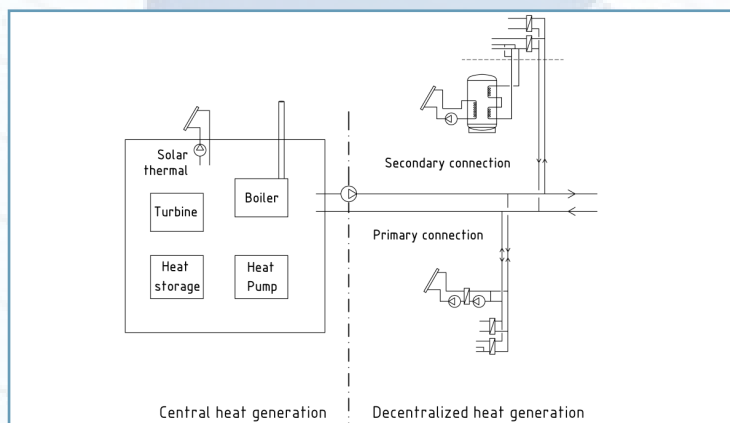 Solar
thermal
Turbine
Boiler
Heat
storage
Heat
Pump
Secondary connection
Primary connection
Central heat generation
Decentralized heat generation